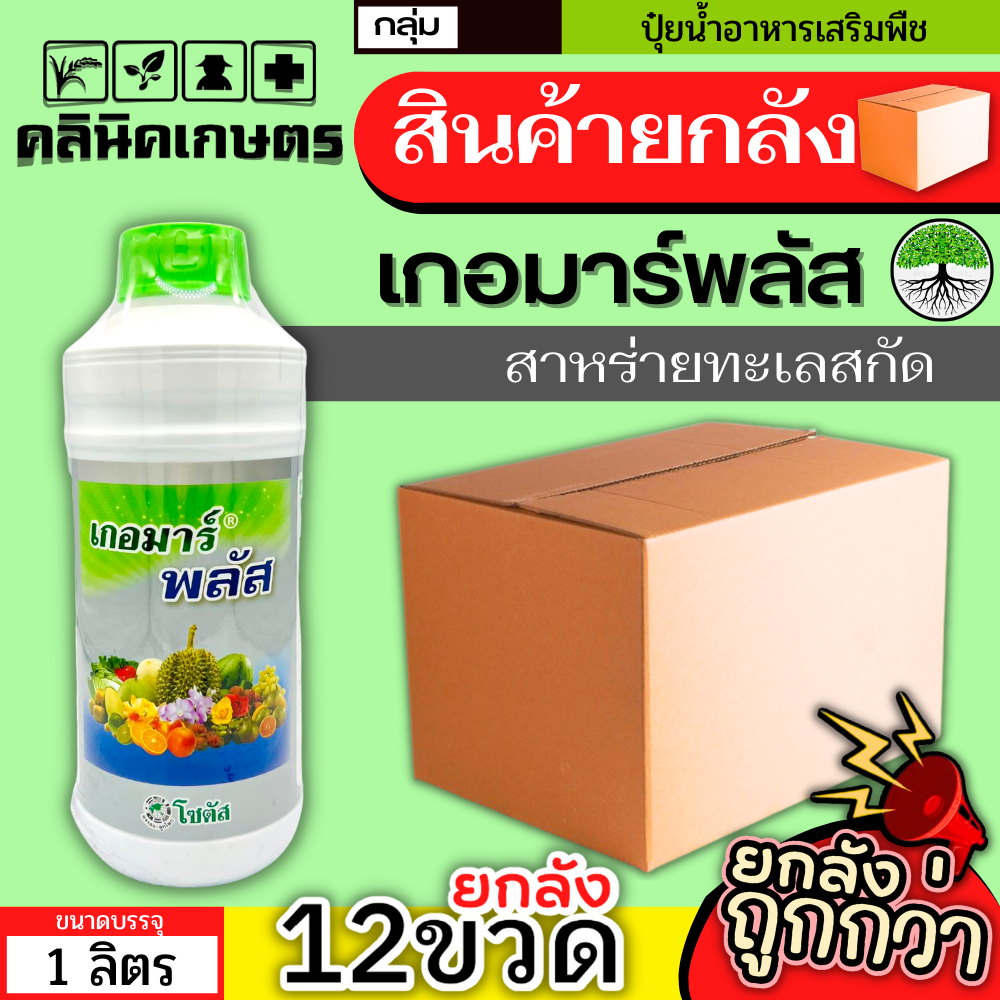 กลุ่ม
ปุ๋ยน้ำอาหารเสริมพืช
คลินิคเกษตร
สินค้ายกลัง
เกอมาร์พลัส
สาหร่ายทะเลสกัด
เกอมาร์®
พลัส
โซตัส
ยกลัง
ถูกกว่า
ขนาดบรรจุ
1 ลิตร
ยกลัง
12ขวด